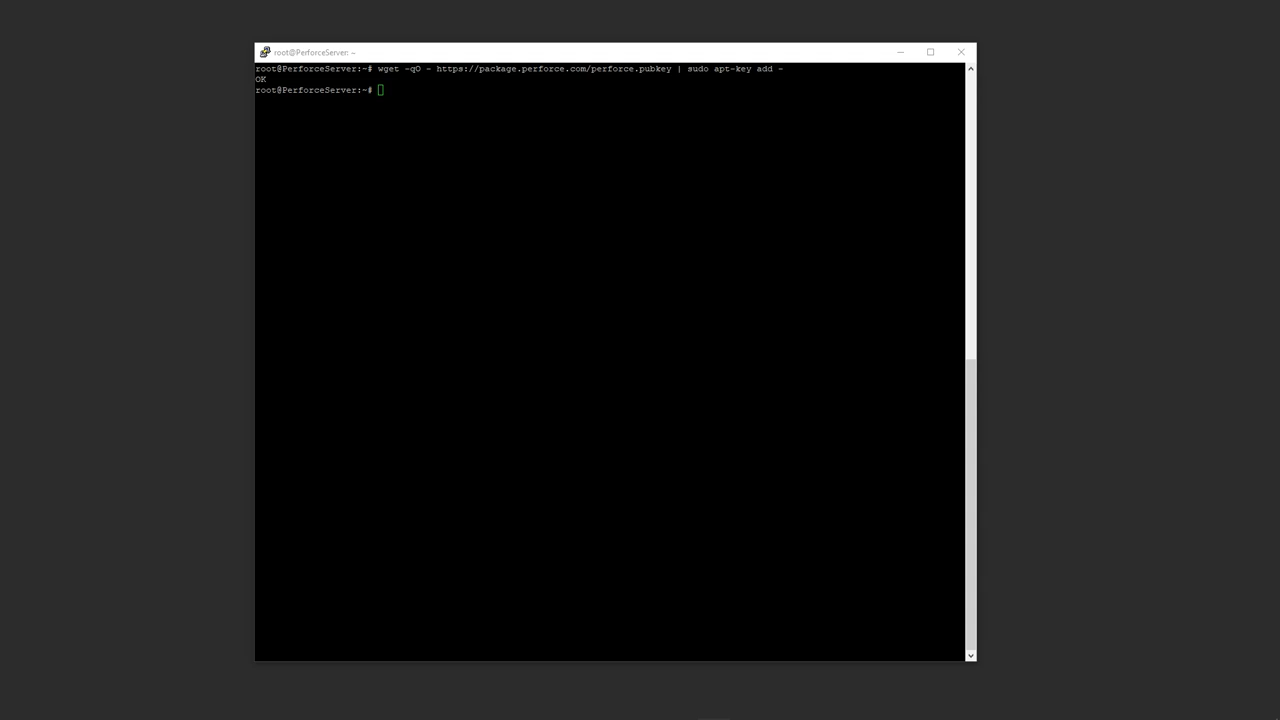 root@PerforceServer: ~
root@PerforceServer:~# wget -qO - https://package.perforce.com/perforce.pubkey | sudo apt-key add -
OK
root@PerforceServer:~#